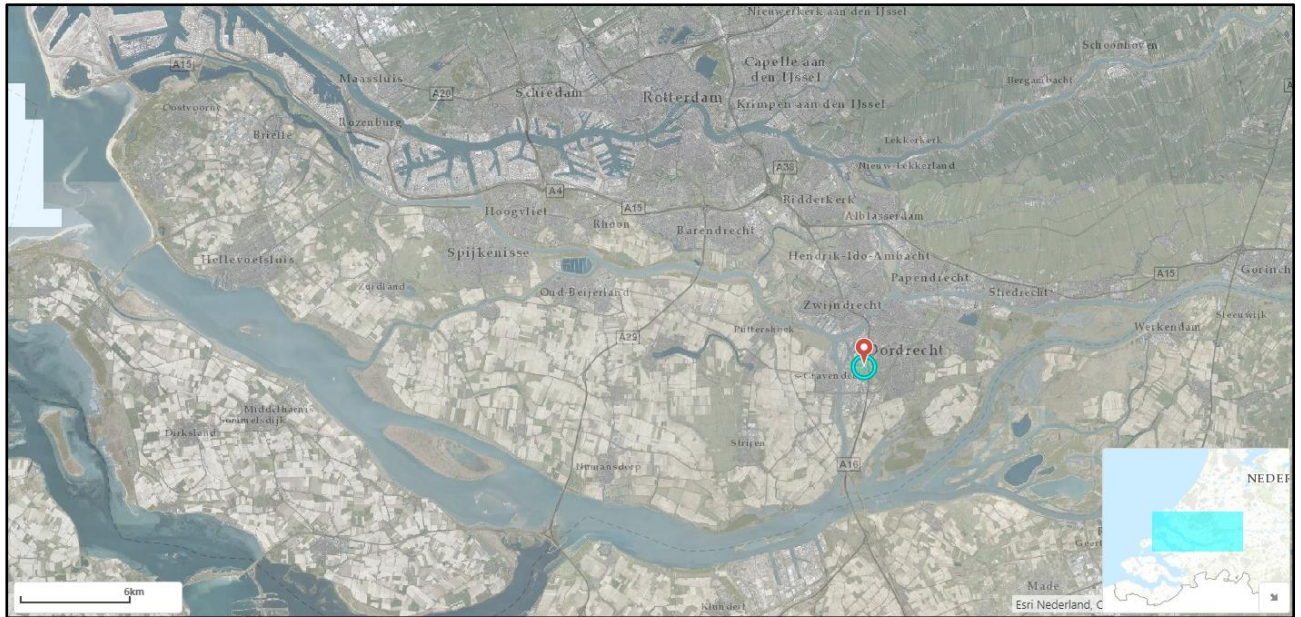 Nieuwerkerk aan den IJssel
Schoonhoven
Capelle aan
den IJssel
Bergambacht
A15
Maassluis
A20
Schiedam
Rotterdam
Krimpen aan den IJssel
Oostvoorne
Rozenburg
Brielle
Lekkerkerk
Nieuw-Lekkerland
A38
A4
Ridderkerk
Hoogvliet
A15
Rhoon
Barendrecht
Alblasserdam
Spijkenisse
Hendrik-Ido-Ambacht
Hellevoetsluis
Papendrecht
A15
Zuidland
Oud-Beijerland
Sliedrecht
Zwijndrecht
Sleeuwijk
Puttershoek
Werkendam
A29
Dordrecht
Middelharnis
Sommelsdijk
Dirksland
Strijen
Numansdorp
A16
NEDER
Made
6km
Klundert
Esri Nederland, C